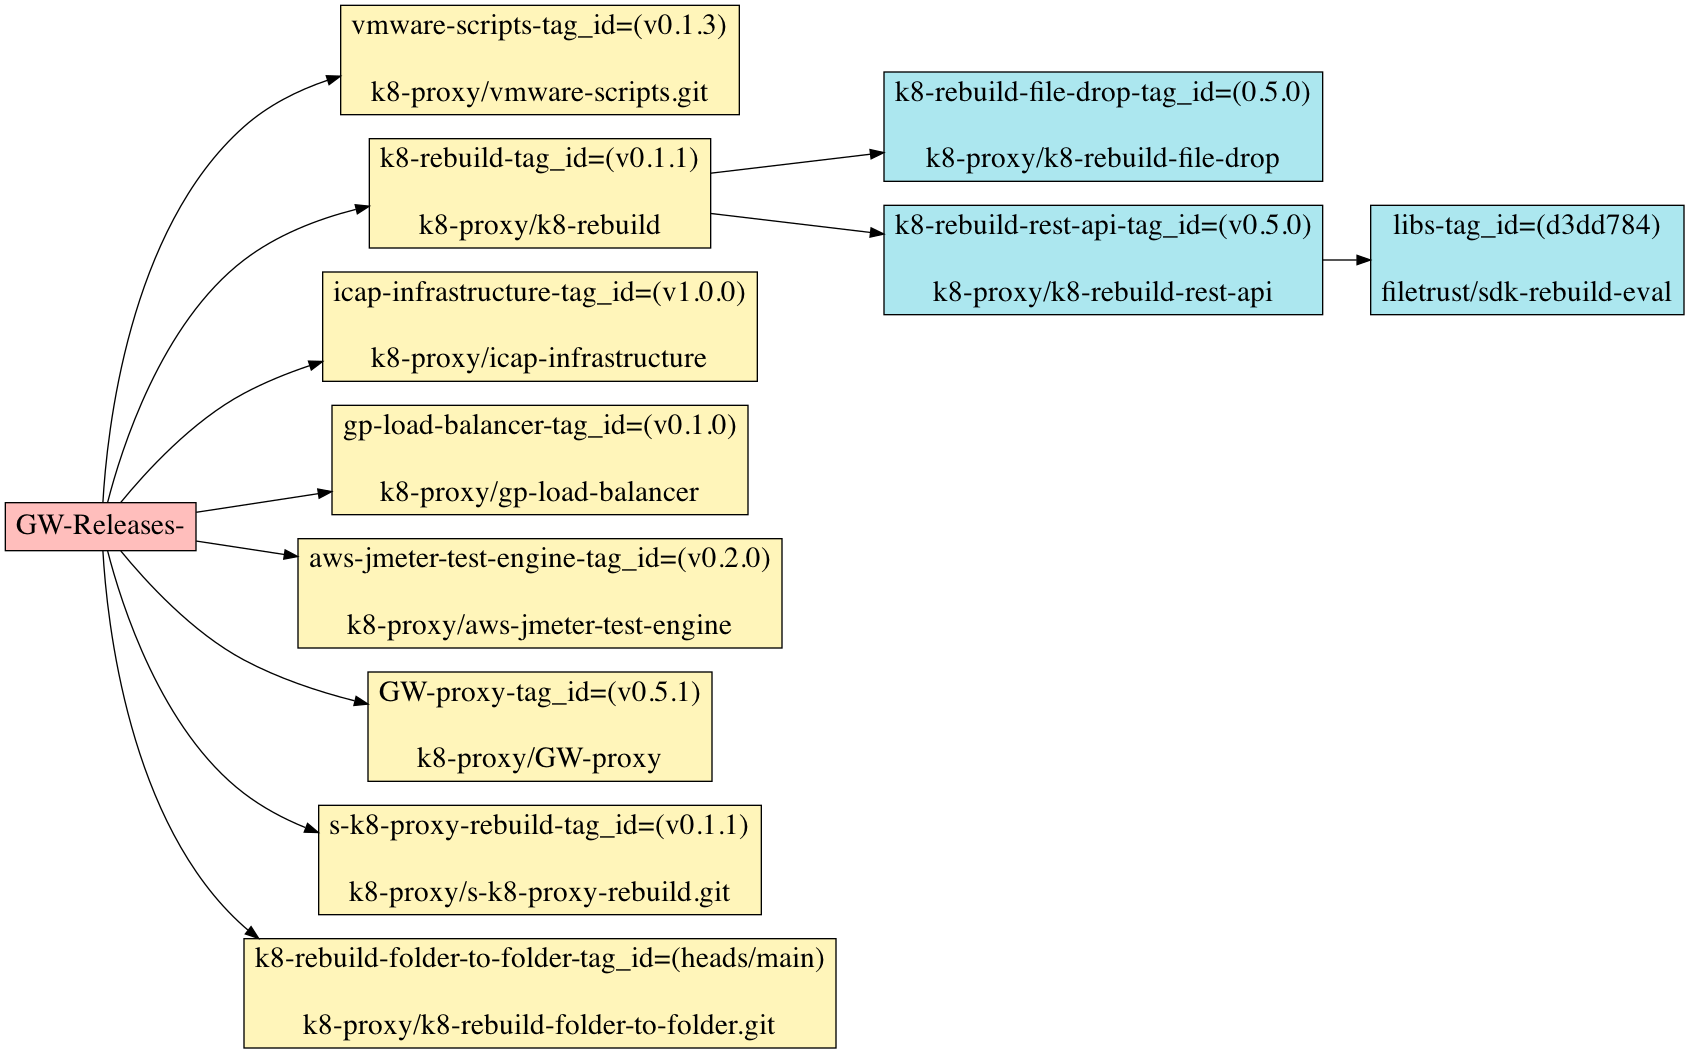 vmware-scripts-tag_id=(v0.1.3)
k8-proxy/vmware-scripts.git
k8-rebuild-tag_id=(v0.1.1)
k8-proxy/k8-rebuild
icap-infrastructure-tag_id=(v1.0.0)
k8-proxy/icap-infrastructure
gp-load-balancer-tag_id=(v0.1.0)
k8-proxy/gp-load-balancer
GW-Releases-
aws-jmeter-test-engine-tag_id=(v0.2.0)
k8-proxy/aws-jmeter-test-engine
GW-proxy-tag_id=(v0.5.1)
k8-proxy/GW-proxy
s-k8-proxy-rebuild-tag_id=(v0.1.1)
k8-proxy/s-k8-proxy-rebuild.git
k8-rebuild-folder-to-folder-tag_id=(heads/main)
k8-proxy/k8-rebuild-folder-to-folder.git
k8-rebuild-file-drop-tag_id=(0.5.0)
k8-proxy/k8-rebuild-file-drop
k8-rebuild-rest-api-tag_id=(v0.5.0)
k8-proxy/k8-rebuild-rest-api
libs-tag_id=(d3dd784)
filetrust/sdk-rebuild-eval